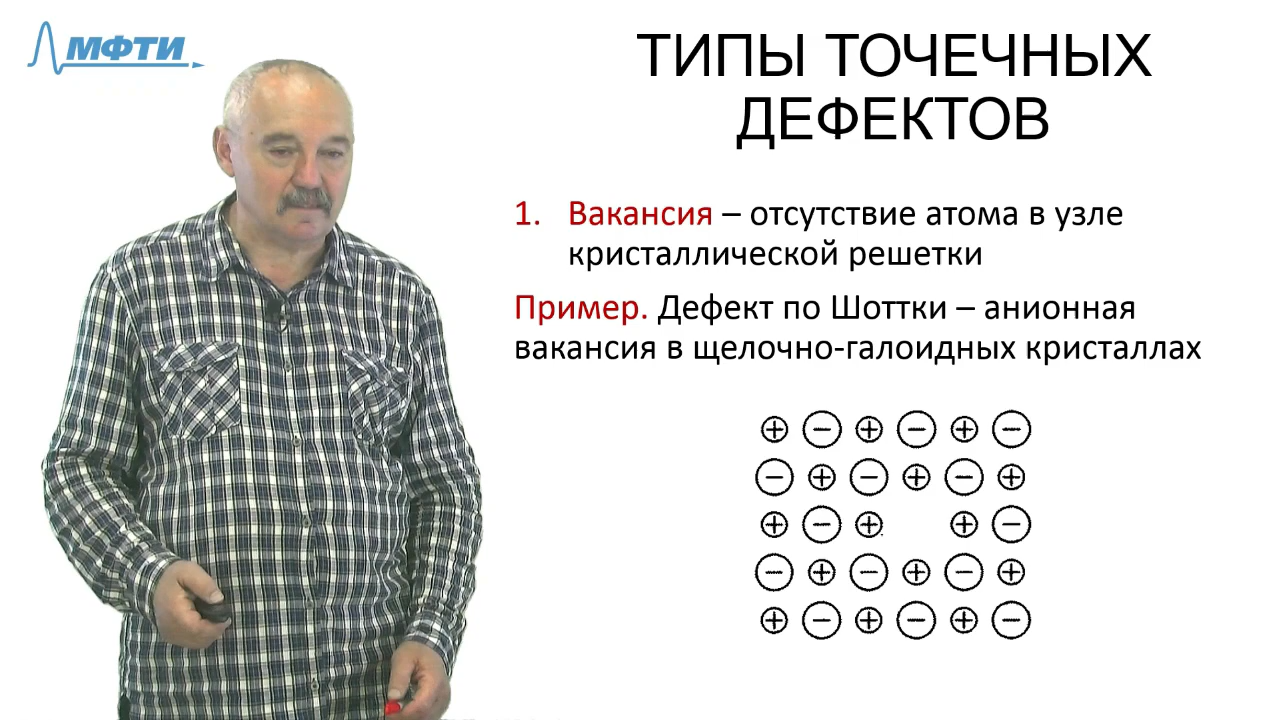 МФТИ
ТИПЫ ТОЧЕЧНЫХ
ДЕФЕКТОВ
1. Вакансия – отсутствие атома в узле
кристаллической решетки
Пример. Дефект по Шоттки – анионная
вакансия в щелочно-галоидных кристаллах
+ − + − + −
− + − + − +
+ − + + −
− + − + − +
+ − + − + −